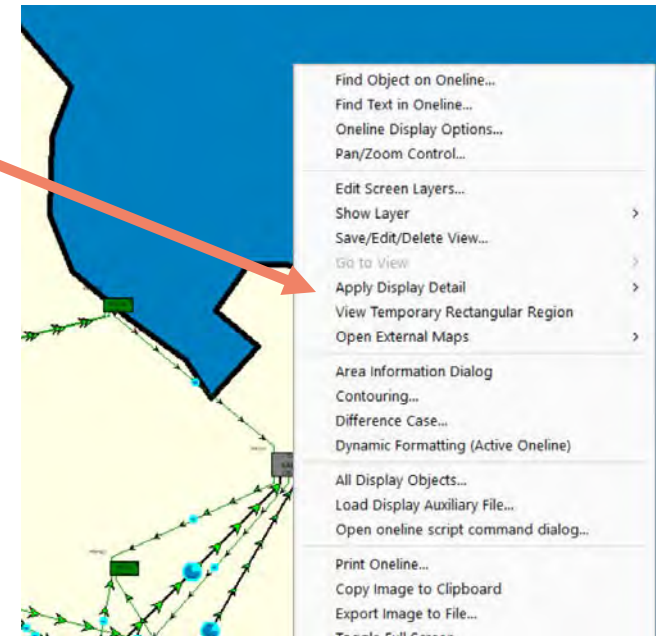 Find Object on Oneline...
Find Text in Oneline...
Oneline Display Options...
Pan/Zoom Control...
Edit Screen Layers...
Show Layer
Save/Edit/Delete View...
Go to View
Apply Display Detail
View Temporary Rectangular Region
Open External Maps
Area Information Dialog
Contouring...
Difference Case...
Dynamic Formatting (Active Oneline)
All Display Objects...
Load Display Auxiliary File...
Open oneline script command dialog...
Print Oneline...
Copy Image to Clipboard
Export Image to File...
Toggle Full Screen